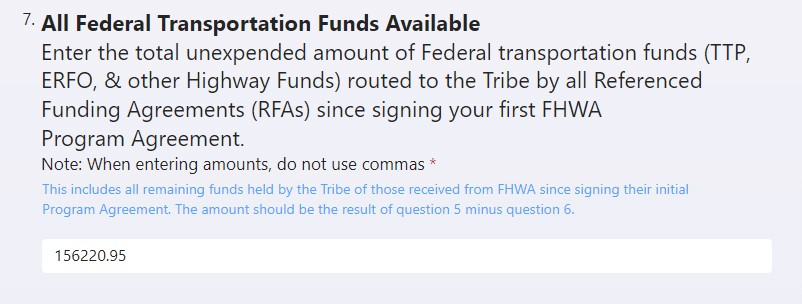 7. All Federal Transportation Funds Available
Enter the total unexpended amount of Federal transportation funds (TTP,
ERFO, & other Highway Funds) routed to the Tribe by all Referenced
Funding Agreements (RFAs) since signing your first FHWA
Program Agreement.
Note: When entering amounts, do not use commas *
This includes all remaining funds held by the Tribe of those received from FHWA since signing their initial
Program Agreement. The amount should be the result of question 5 minus question 6.
156220.95